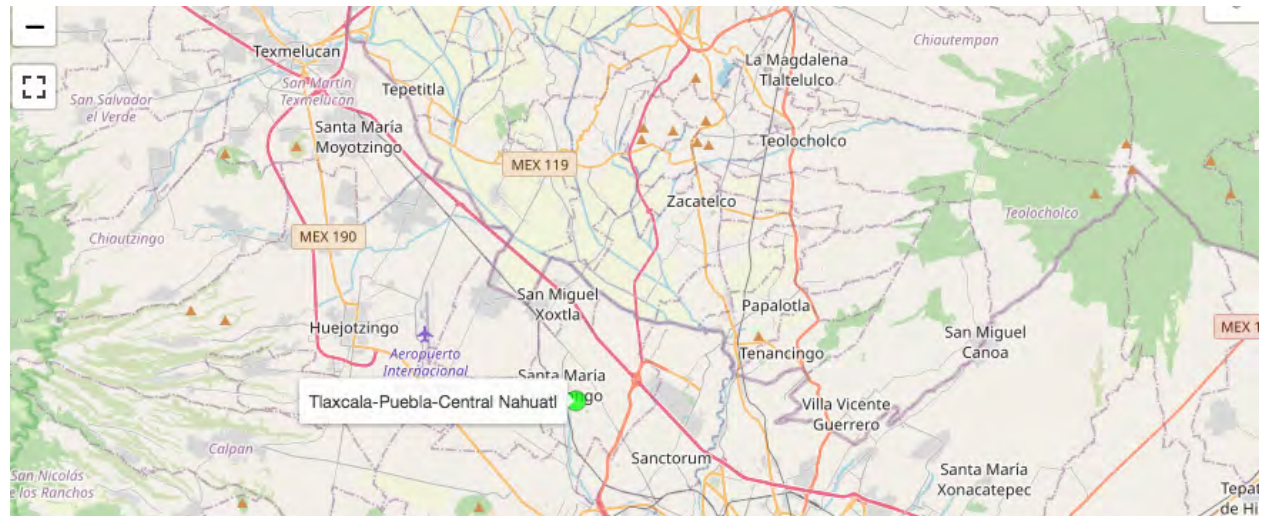 Texmelucan
Chiautempan
La Magdalena
Tlaltelulco
San Martín
Texmelucan
Tepetitla
San Salvador
el Verde
Santa María
Moyotzingo
Teolocholco
MEX 119
Zacatelco
Teolocholco
Chiautzingo
MEX 190
San Miguel
Xoxtla
Papalotla
Huejotzingo
San Miguel
Canoa
MEX 1
Aeropuerto
Internacional
Tenancingo
Santa María
ngo
Tlaxcala-Puebla-Central Nahuatl
Villa Vicente
Guerrero
Calpan
Sanctorum
San Nicolás
e los Ranchos
Santa María
Xonacatepec
Tepat
de Hi